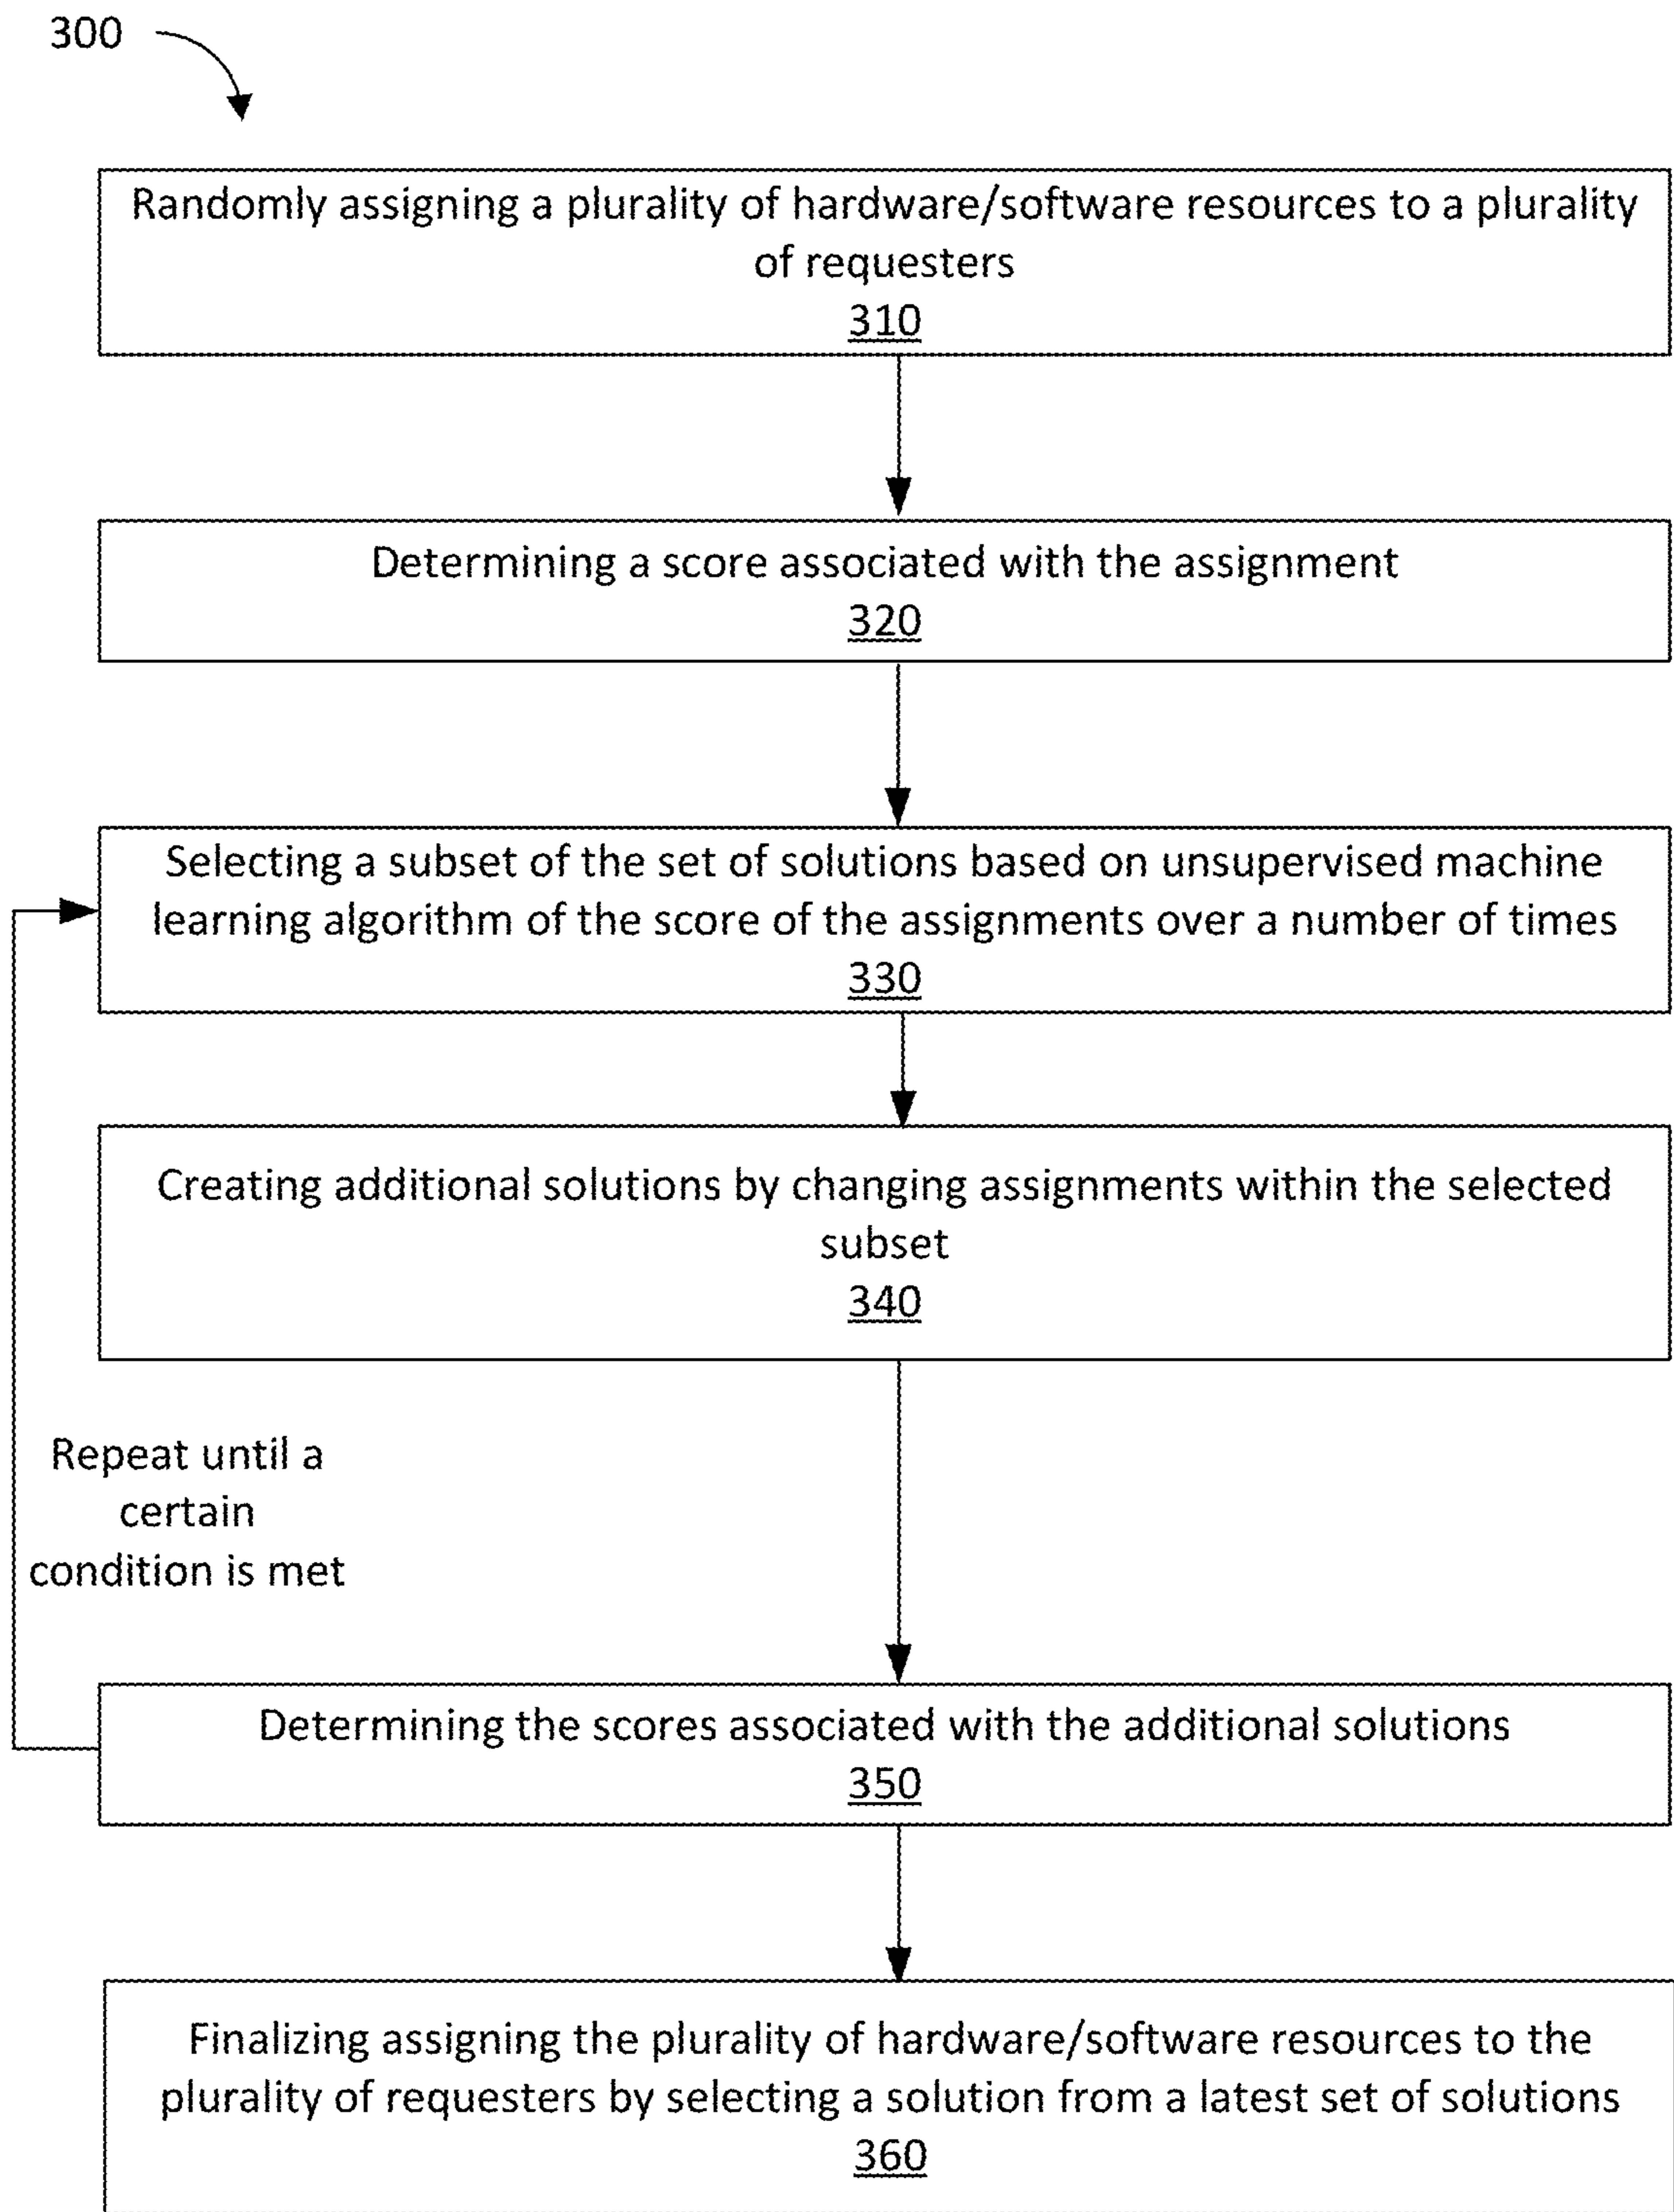 300
Randomly assigning a plurality of hardware/software resources to a plurality
of requesters
310
Determining a score associated with the assignment
320
Selecting a subset of the set of solutions based on unsupervised machine
learning algorithm of the score of the assignments over a number of times
330
Creating additional solutions by changing assignments within the selected
subset
340
Repeat until a
certain
condition is met
Determining the scores associated with the additional solutions
350
Finalizing assigning the plurality of hardware/software resources to the
plurality of requesters by selecting a solution from a latest set of solutions
360